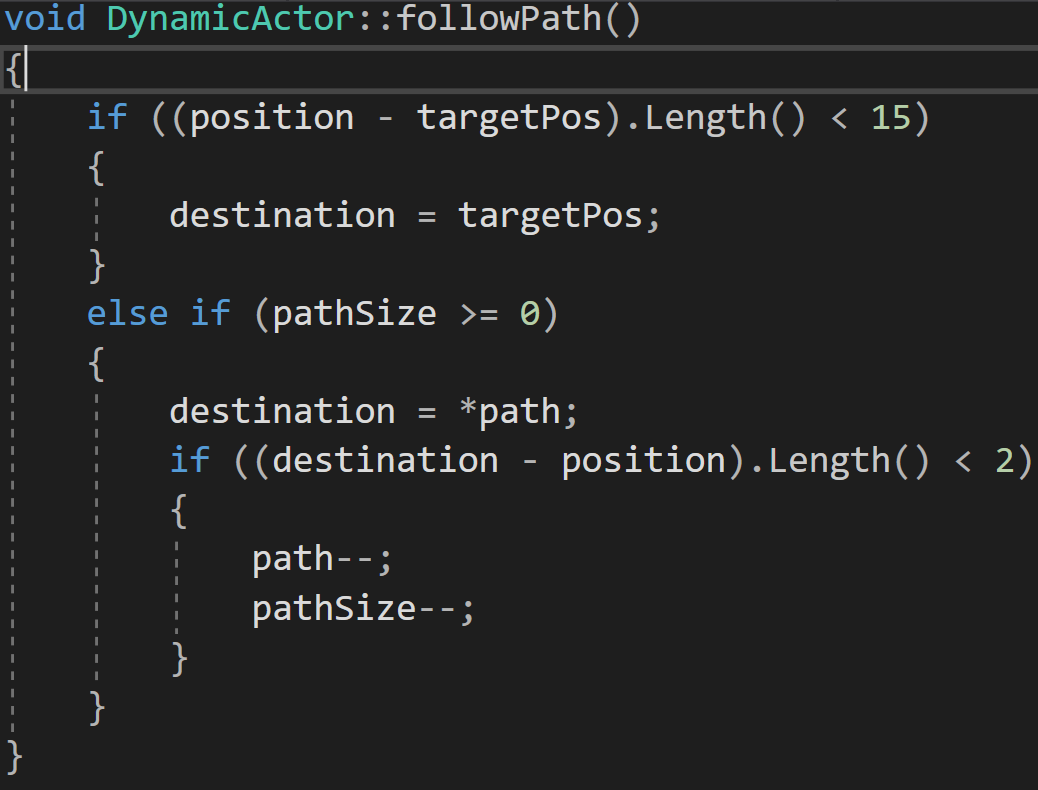 void DynamicActor::followPath()
{
    if ((position - targetPos).Length() < 15)
    {
        destination = targetPos;
    }
    else if (pathSize >= 0)
    {
        destination = *path;
        if ((destination - position).Length() < 2)
        {
            path--;
            pathSize--;
        }
    }
}